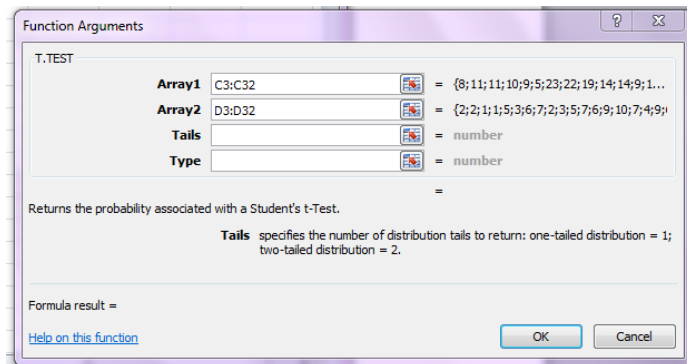 Function Arguments
T.TEST
Array1 C3:C32 = {8;11;11;10;9;5;23;22;19;14;14;9;1...
Array2 D3:D32 = {2;2;1;1;5;3;6;7;2;3;5;7;6;9;10;7;4;9;
Tails = number
Type = number
=
Returns the probability associated with a Student's t-Test.
Tails specifies the number of distribution tails to return: one-tailed distribution = 1;
two-tailed distribution = 2.
Formula result =
Help on this function
OK Cancel